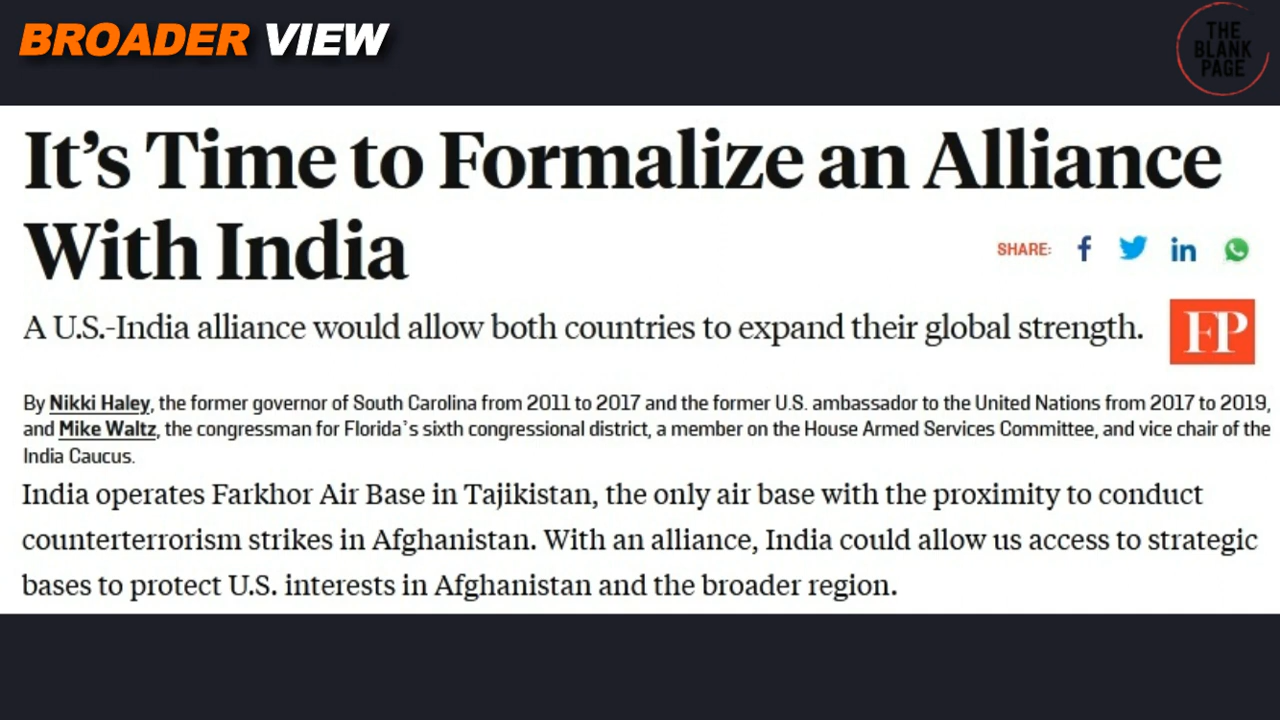 BROADER VIEW
THE
BLANK
PAGE
It’s Time to Formalize an Alliance
With India
SHARE:
A U.S.-India alliance would allow both countries to expand their global strength.
FP
By Nikki Haley, the former governor of South Carolina from 2011 to 2017 and the former U.S. ambassador to the United Nations from 2017 to 2019,
and Mike Waltz, the congressman for Florida’s sixth congressional district, a member on the House Armed Services Committee, and vice chair of the
India Caucus.
India operates Farkhor Air Base in Tajikistan, the only air base with the proximity to conduct
counterterrorism strikes in Afghanistan. With an alliance, India could allow us access to strategic
bases to protect U.S. interests in Afghanistan and the broader region.